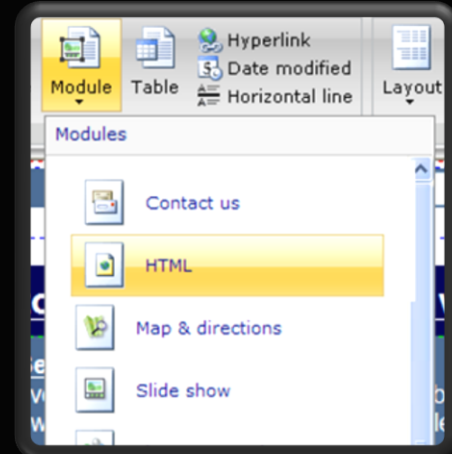 Hyperlink
Module
Table
Date modified
Horizontal line
Layout
Modules
Contact us
HTML
Map & directions
Slide show